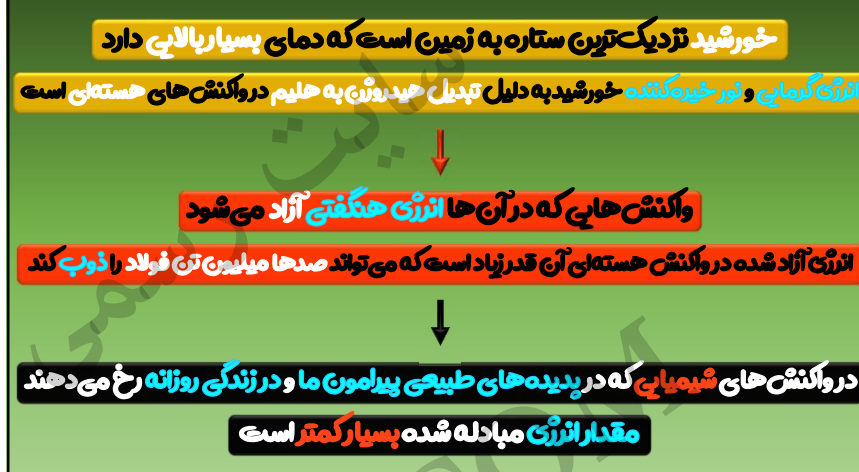 خورشید نزدیک‌ترین ستاره به زمین است که دمای بسیار بالایی دارد
انرژی گرمایی و نور خیره‌کننده خورشید به دلیل تبدیل هیدروژن به هلیم در واکنش‌های هسته‌ای است
واکنش‌هایی که در آن‌ها انرژی هنگفتی آزاد می‌شود
انرژی آزاد شده در واکنش هسته‌ای آن قدر زیاد است که می‌تواند صدها میلیون تن فولاد را ذوب کند
در واکنش‌های شیمیایی که در پدیده‌های طبیعی پیرامون ما و در زندگی روزانه رخ می‌دهند
مقدار انرژی مبادله شده بسیار کمتر است
سایت رسمی
COM